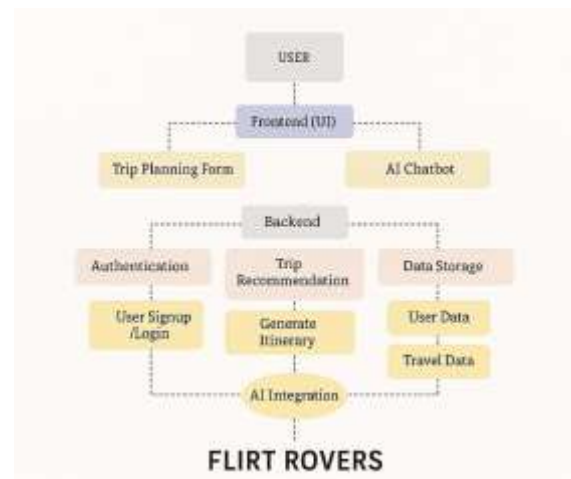 USER
Frontend (UI)
Trip Planning Form
AI Chatbot
Backend
Authentication
Trip
Recommendation
Data Storage
User Signup
/Login
Generate
Itinerary
User Data
Travel Data
AI Integration
FLIRT ROVERS